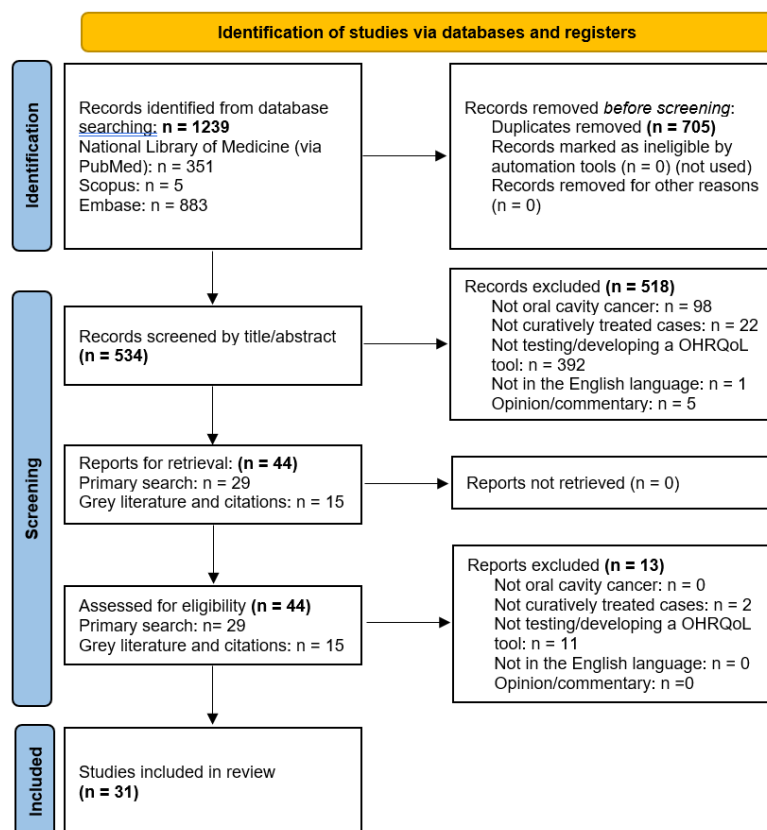 Identification of studies via databases and registers
Identification
Records identified from database
searching: n = 1239
National Library of Medicine (via
PubMed): n = 351
Scopus = 5
Embase: n = 883
Records removed before screening:
Duplicates removed (n = 705)
Records marked as ineligible by
automation tools (n = 0) (not used)
Records removed for other reasons
(n = 0)
Screening
Records screened by title/abstract
(n = 534)
Records excluded (n = 518)
Not oral cavity cancer: n = 98
Not curatively treated cases: n = 22
Not testing/developing a OHRQoL
tool: n = 392
Not in the English language: n = 1
Opinion/commentary: n = 5
Reports for retrieval: (n = 44)
Primary search: n = 29
Grey literature and citations: n = 15
Reports not retrieved (n = 0)
Assessed for eligibility (n = 44)
Primary search: n= 29
Grey literature and citations: n = 15
Reports excluded (n = 13)
Not oral cavity cancer: n = 0
Not curatively treated cases: n = 2
Not testing/developing a OHRQoL
tool: n = 11
Not in the English language: n = 0
Opinion/commentary: n =0
Included
Studies included in review
(n = 31)